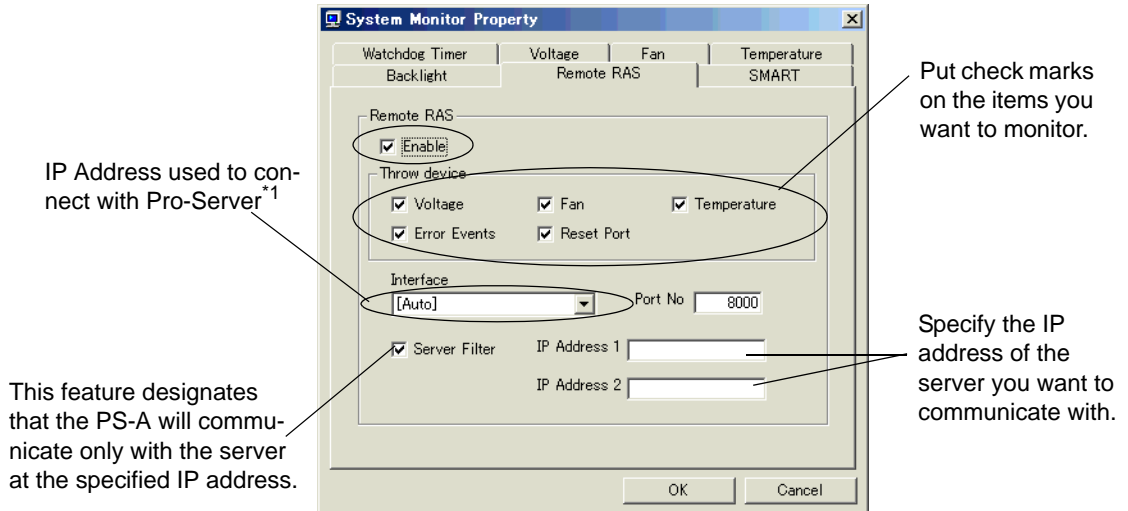 System Monitor Property
Watchdog Timer Voltage Fan Temperature
Backlight Remote RAS SMART
Put check marks
on the items you
want to monitor.
Remote RAS
Enable
IP Address used to con-
nect with Pro-Server*1
Throw device
Voltage Fan Temperature
Error Events Reset Port
Interface
[Auto] Port No 8000
Server Filter IP Address 1
IP Address 2
Specify the IP
address of the
server you want to
communicate with.
This feature designates
that the PS-A will commu-
nicate only with the server
at the specified IP address.
OK Cancel